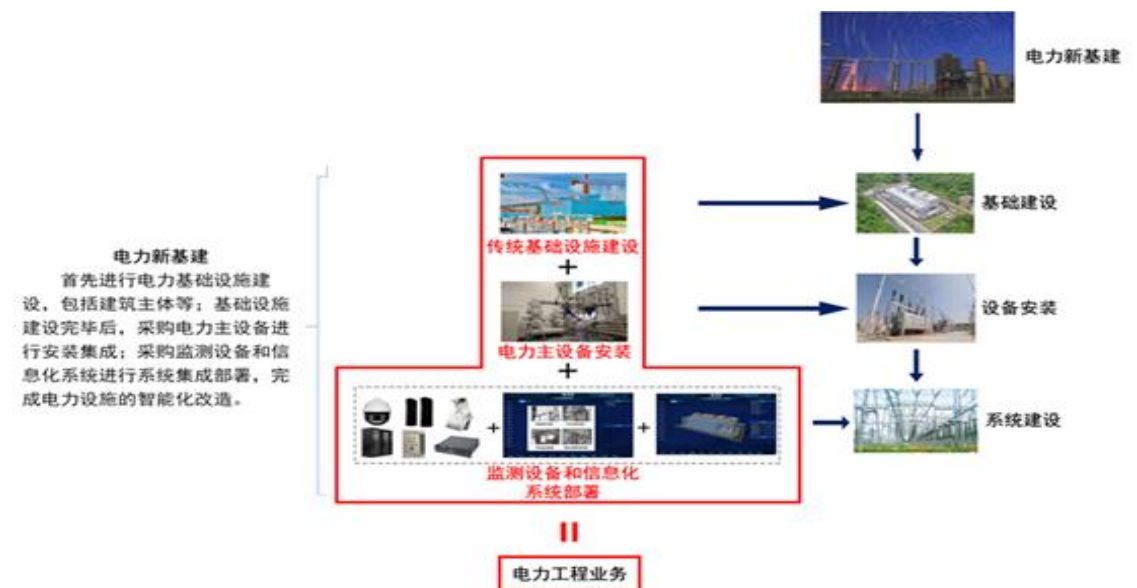 电力新基建
基础建设
传统基础设施建设
+
电力新基建
首先进行电力基础设施建
设，包括建筑主体等；基础设施
建设完毕后，采购电力主设备进
行安装集成；采购监测设备和信
息化系统进行系统集成部署，完
成电力设施的智能化改造。
设备安装
电力主设备安装
+
系统建设
+
+
监测设备和信息化
系统部署
电力工程业务